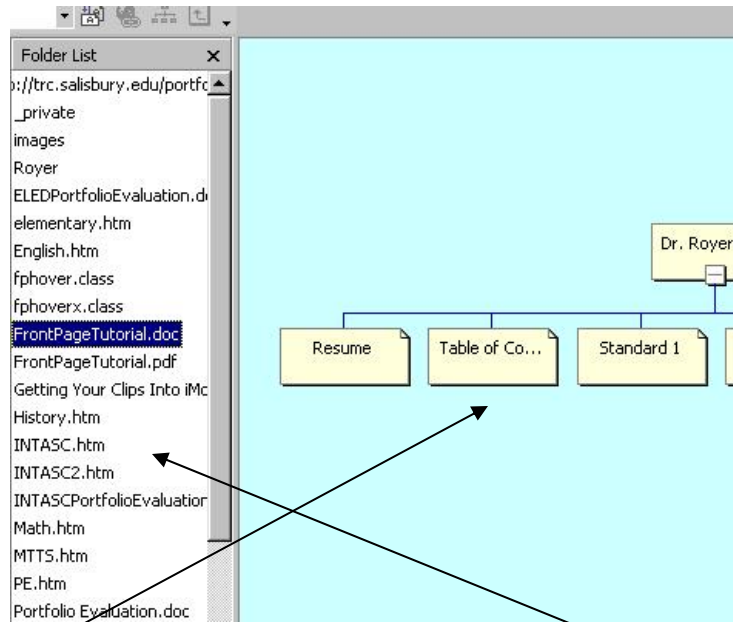 Folder List
://trc.salisbury.edu/portfo
_private
images
Royer
ELEDPortfolioEvaluation.d
elementary.htm
English.htm
fphover.class
fphoverx.class
FrontPageTutorial.doc
FrontPageTutorial.pdf
Getting Your Clips Into iMo
History.htm
INTASC.htm
INTASC2.htm
INTASCPortfolioEvaluation
Math.htm
MTTS.htm
PE.htm
Portfolio Evaluation.doc
Dr. Royer
Resume
Table of Co...
Standard 1